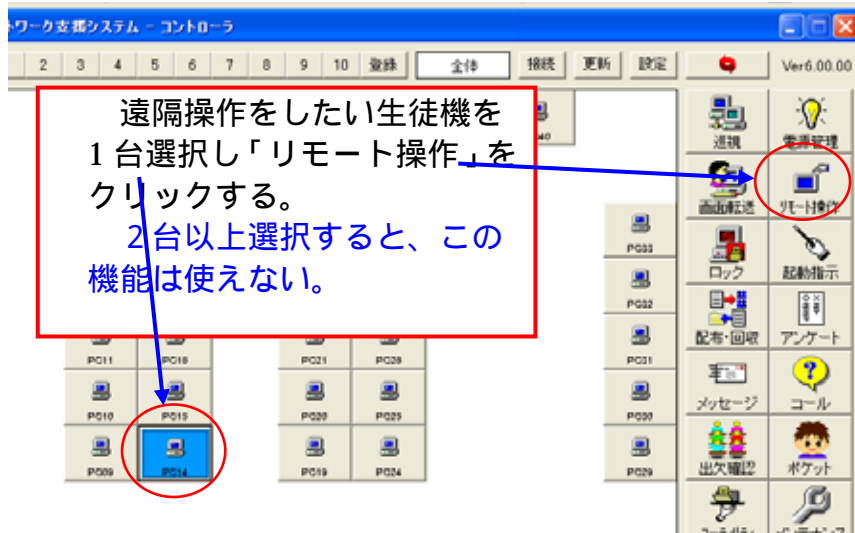 ワーク支援システム - コントローラ
2 3 4 5 6 7 8 9 10 登録 全体 接続 更新 設定 Ver6.00.00
遠隔操作をしたい生徒機を
1台選択し「リモート操作」を
クリックする。
2台以上選択すると、この
機能は使えない。
巡視 電源管理
画面転送 リモート操作
ロック 起動指示
配布・回収 アンケート
メッセージ コール
出欠確認 ポケット
メンテナンス
PC33
PC32
PC11 PC16 PC21 PC26 PC31
PC10 PC15 PC20 PC25 PC30
PC09 PC14 PC19 PC24 PC29